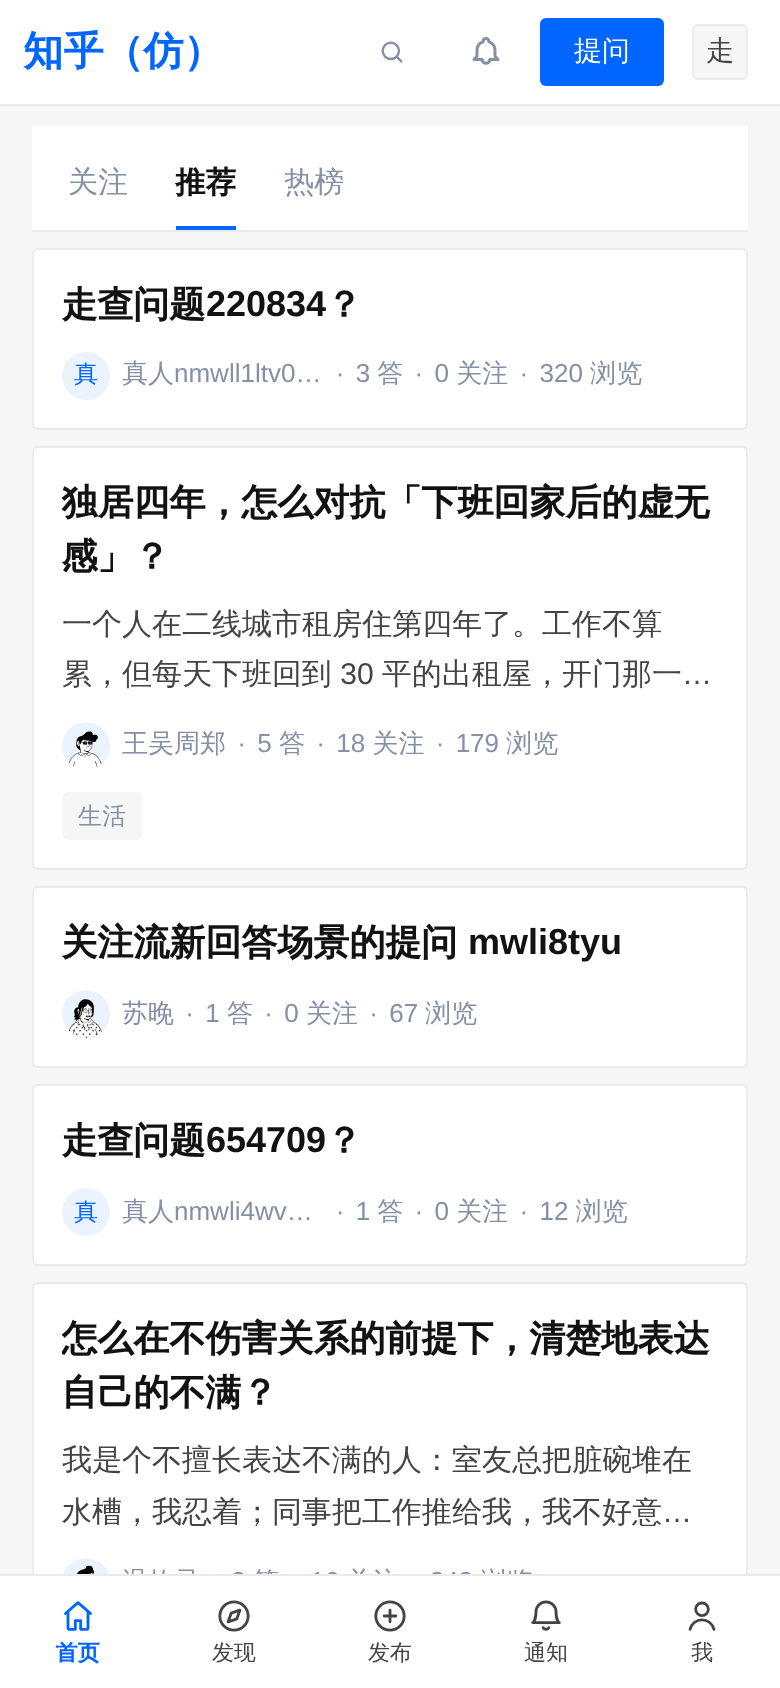 知乎（仿）
提问
走
关注 推荐 热榜
走查问题220834？
真 真人nmwll1ltv0… · 3 答 · 0 关注 · 320 浏览
独居四年，怎么对抗「下班回家后的虚无
感」？
一个人在二线城市租房住第四年了。工作不算
累，但每天下班回到 30 平的出租屋，开门那一…
王吴周郑 · 5 答 · 18 关注 · 179 浏览
生活
关注流新回答场景的提问 mwli8tyu
苏晚 · 1 答 · 0 关注 · 67 浏览
走查问题654709？
真 真人nmwli4wv… · 1 答 · 0 关注 · 12 浏览
怎么在不伤害关系的前提下，清楚地表达
自己的不满？
我是个不擅长表达不满的人：室友总把脏碗堆在
水槽，我忍着；同事把工作推给我，我不好意…
首页 发现 发布 通知 我